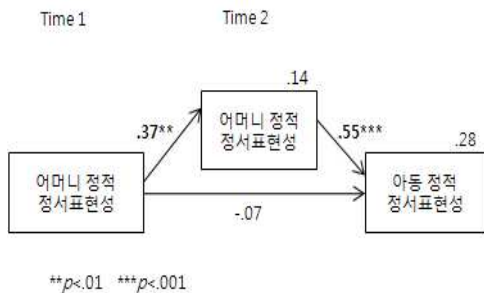 Time 1
Time 2
.14
어머니 정적
정서표현성
.37**
.55***
.28
어머니 정적
정서표현성
아동 정적
정서표현성
-.07
**p<.01 ***p<.001